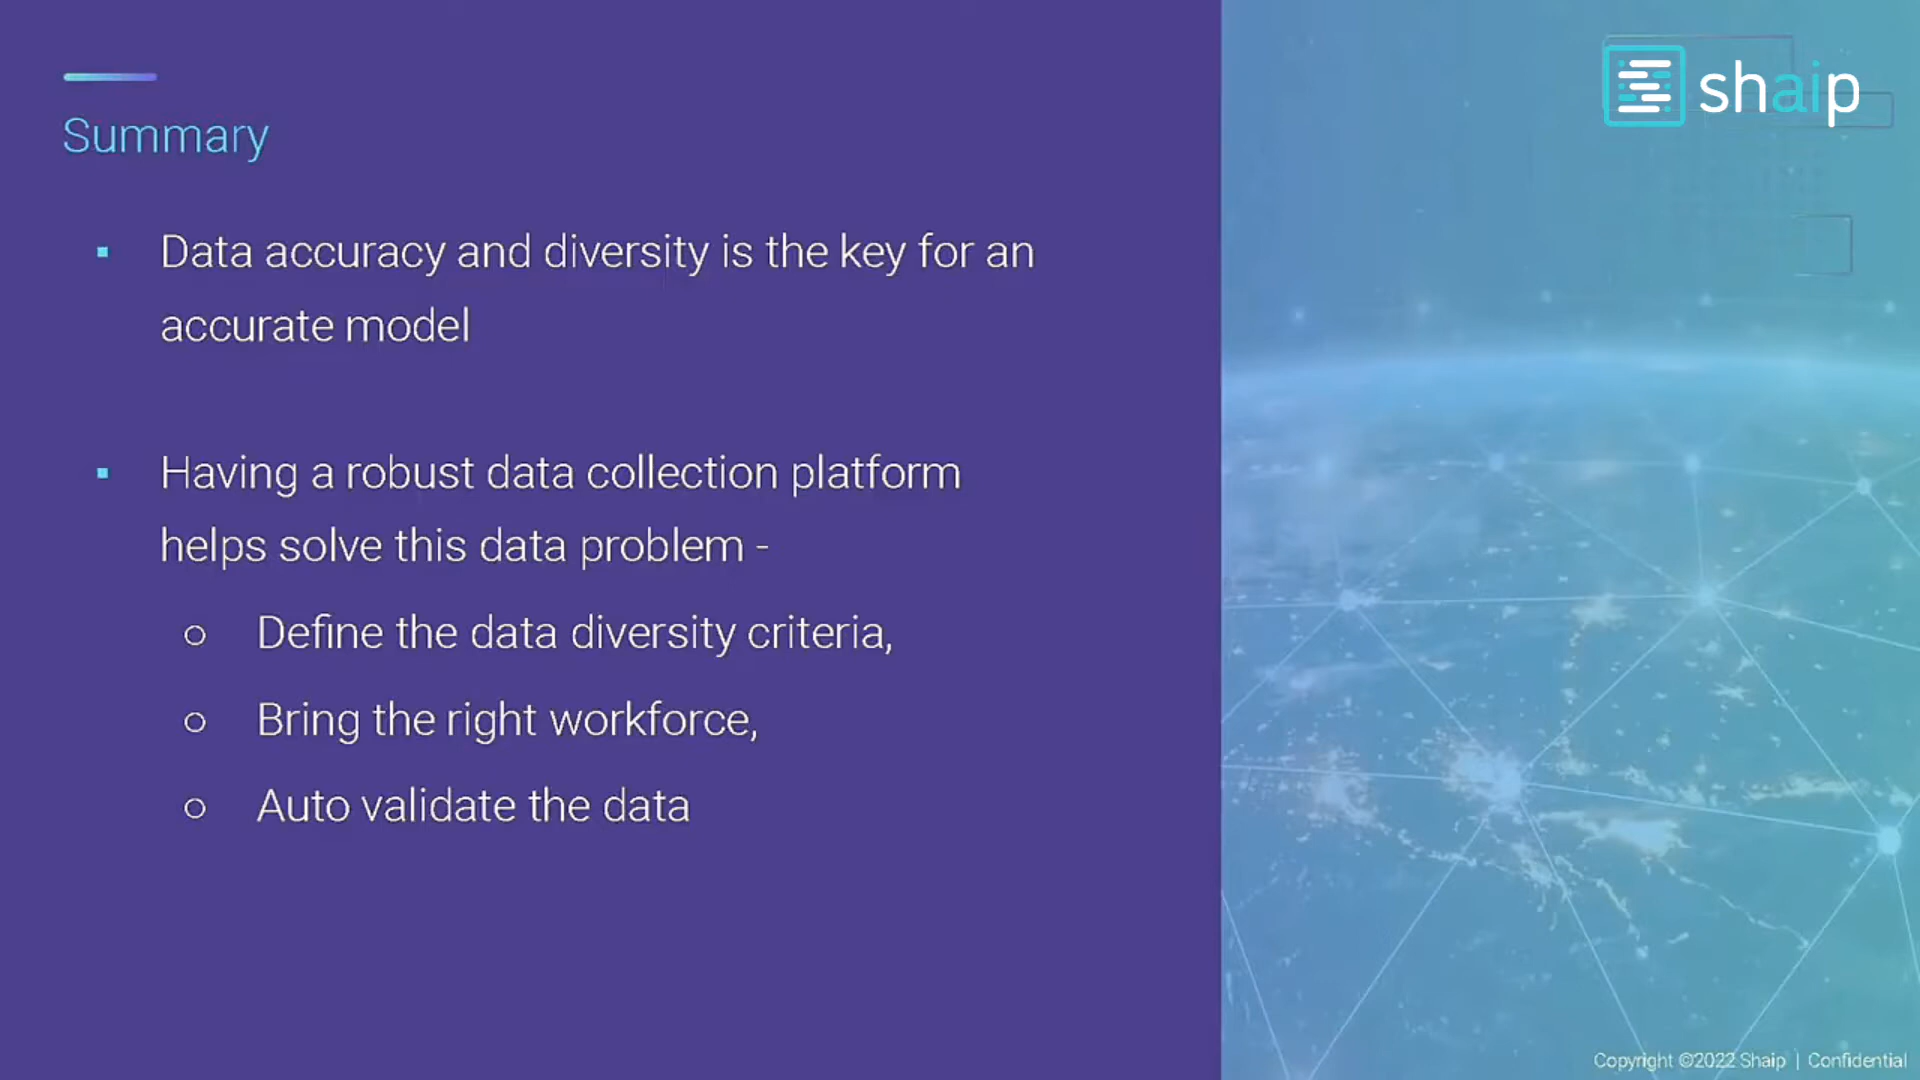 shaip
Summary
▪ Data accuracy and diversity is the key for an
accurate model
▪ Having a robust data collection platform
helps solve this data problem -
○ Define the data diversity criteria,
○ Bring the right workforce,
○ Auto validate the data
Copyright ©2022 Shaip | Confidential